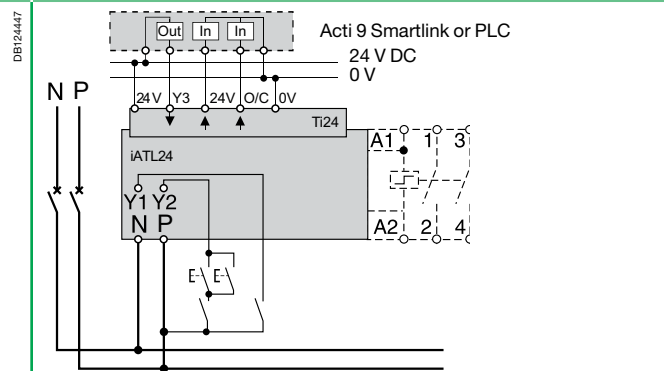 DB124447
Out In In
Acti 9 Smartlink or PLC
24 V DC
0 V
N P
24 V Y3 24V O/C 0V
Ti24
iATL24
A1 1 3
Y1 Y2
N P
A2 2 4
E E